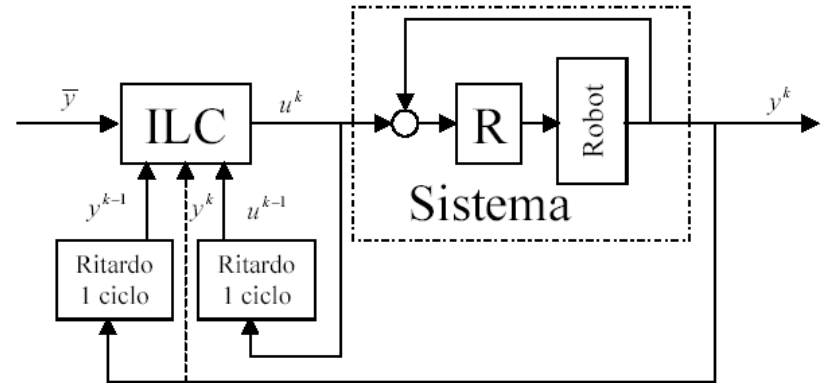 y̅
ILC
u^k
R
Robot
y^k
Sistema
y^{k-1}
y^k
u^{k-1}
Ritardo
1 ciclo
Ritardo
1 ciclo